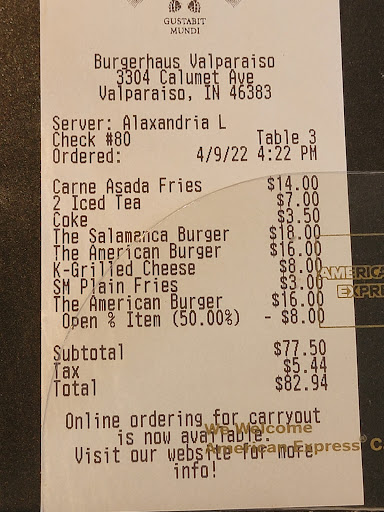 GUSTABIT
MUNDI
Burgerhaus Valparaiso
3304 Calumet Ave
Valparaiso, IN 46383
Server: Alaxandria L
Check #80 Table 3
Ordered: 4/9/22 4:22 PM
Carne Asada Fries $14.00
2 Iced Tea $7.00
Coke $3.50
The Salamanca Burger $18.00
The American Burger $16.00
K-Grilled Cheese $8.00
SM Plain Fries $3.00
The American Burger $16.00
Open % Item (50.00%) - $8.00
AMERICA
EXPRE
Subtotal $77.50
Tax $5.44
Total $82.94
Online ordering for carryout
is now available.
Visit our website for more
info!
We Welcome
American Express® C